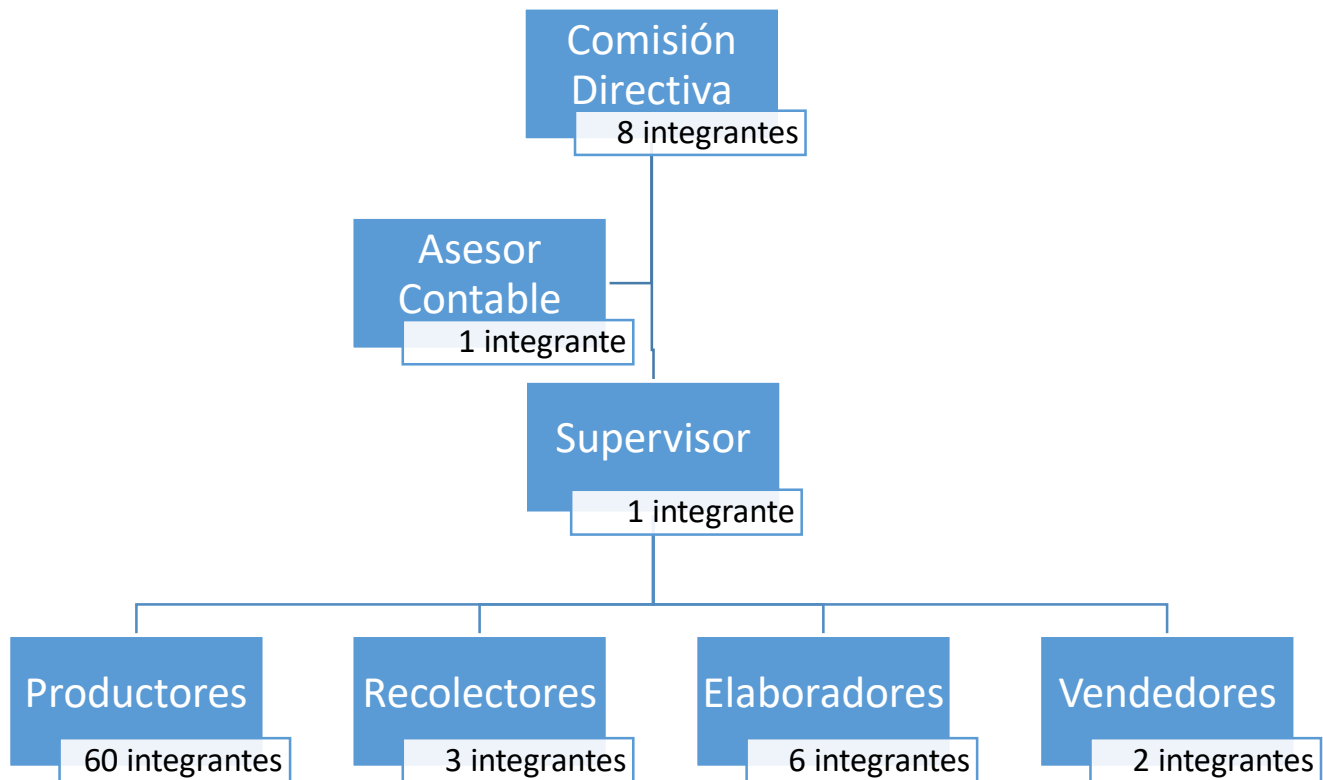 Comisión
Directiva
8 integrantes
Asesor
Contable
1 integrante
Supervisor
1 integrante
Productores
60 integrantes
Recolectores
3 integrantes
Elaboradores
6 integrantes
Vendedores
2 integrantes